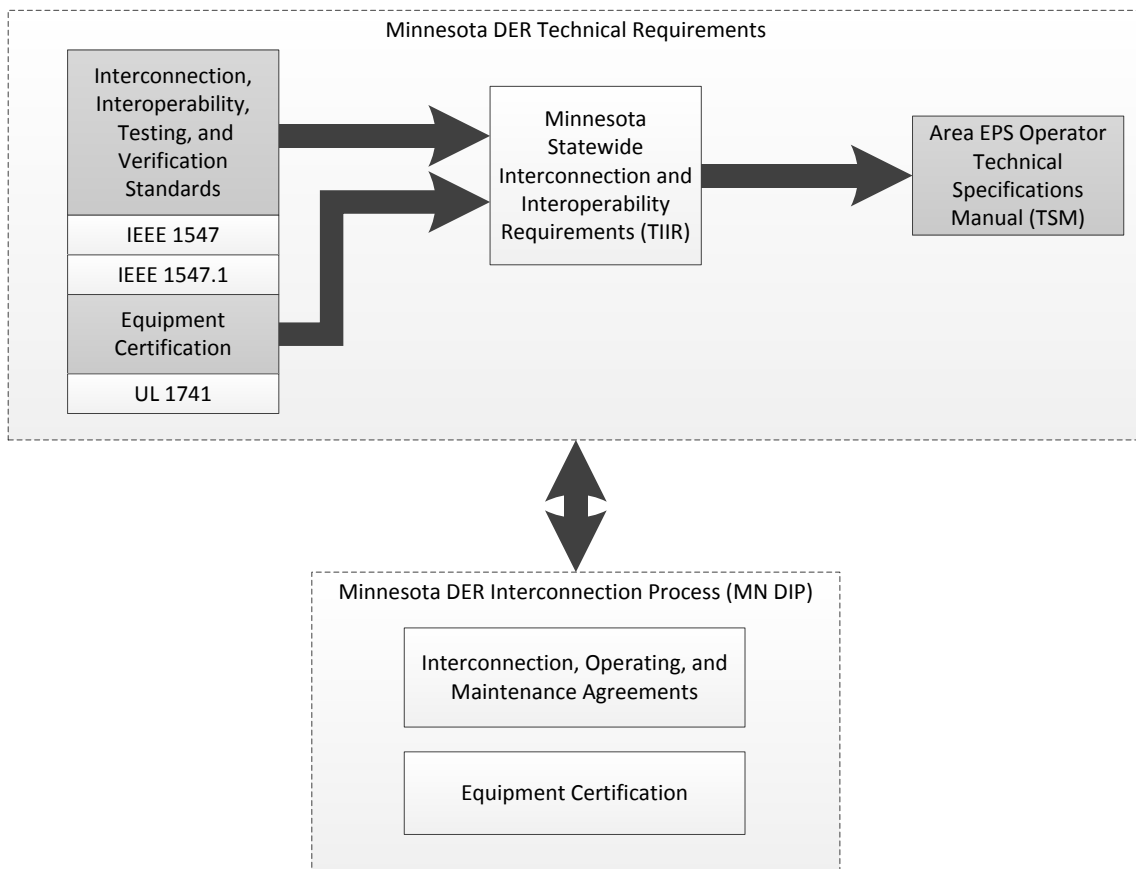 Minnesota DER Technical Requirements
Interconnection,
Interoperability,
Testing, and
Verification
Standards
IEEE 1547
IEEE 1547.1
Equipment
Certification
UL 1741
Minnesota
Statewide
Interconnection and
Interoperability
Requirements (TIIR)
Area EPS Operator
Technical
Specifications
Manual (TSM)
Minnesota DER Interconnection Process (MN DIP)
Interconnection, Operating, and
Maintenance Agreements
Equipment Certification